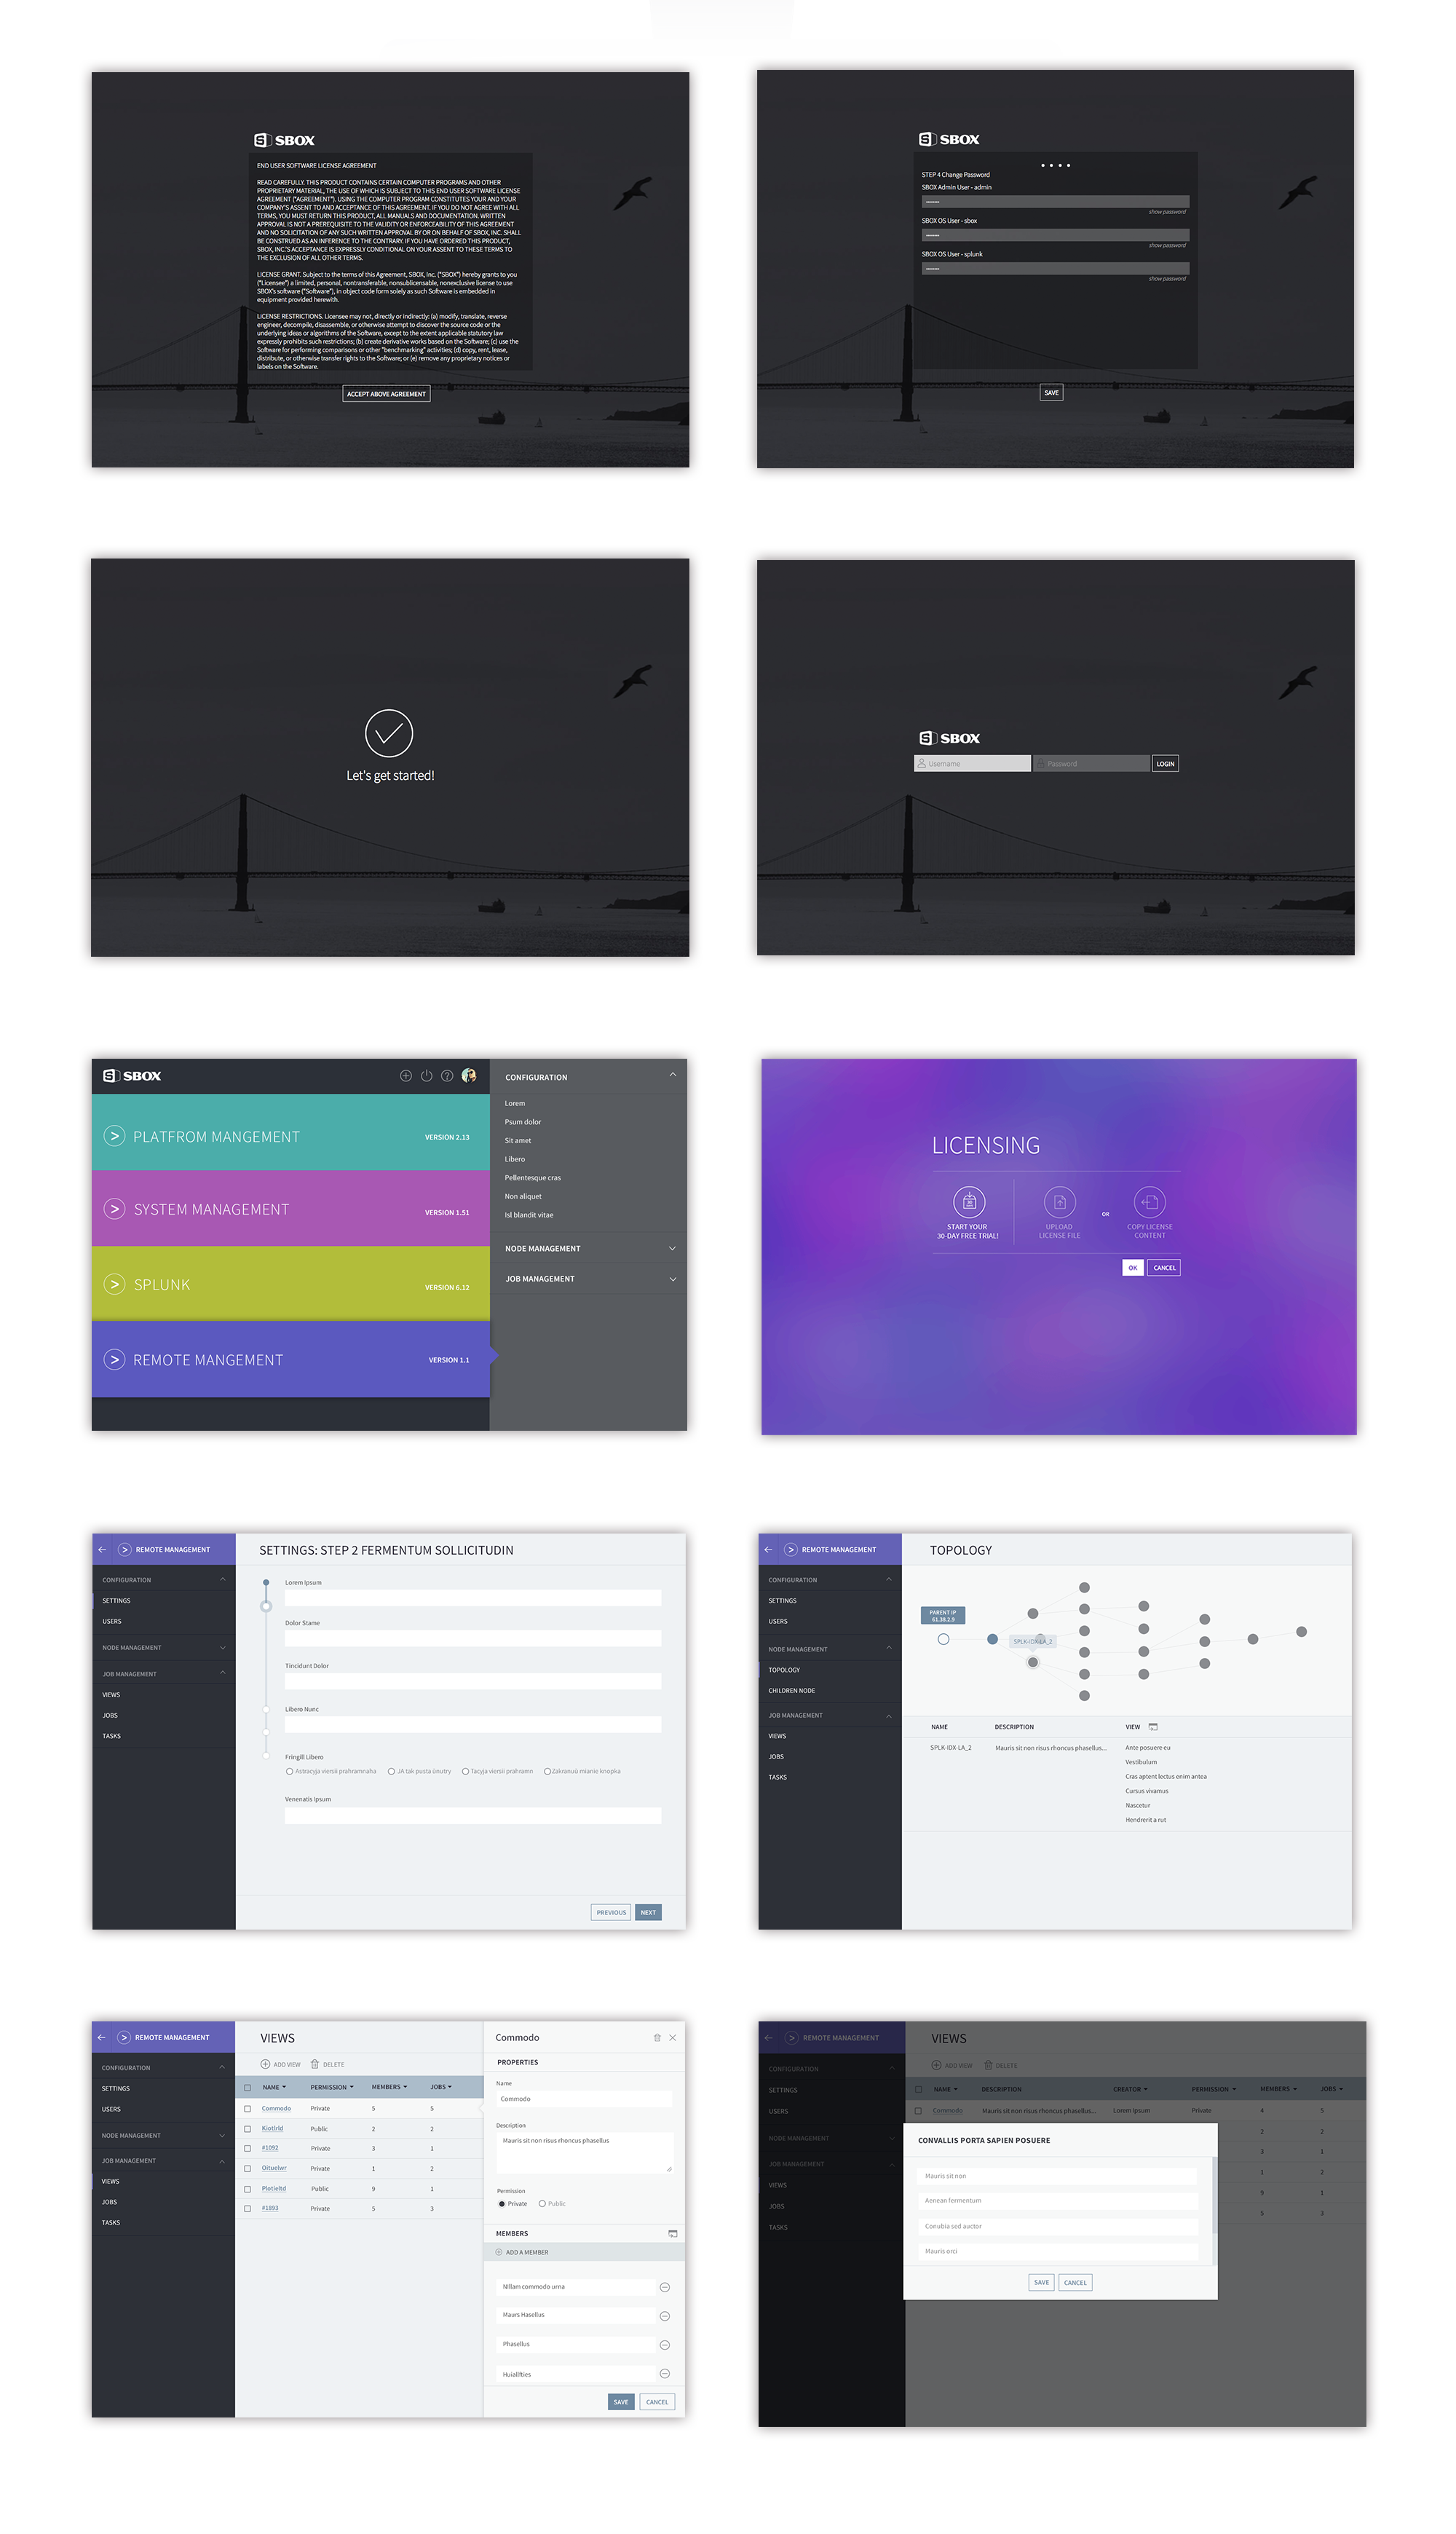 SBOX
END USER SOFTWARE LICENSE AGREEMENT
READ CAREFULLY. THIS PRODUCT CONTAINS CERTAIN COMPUTER PROGRAMS AND OTHER
PROPRIETARY MATERIAL, THE USE OF WHICH IS SUBJECT TO THIS END USER SOFTWARE LICENSE
AGREEMENT ("AGREEMENT"). USING THE COMPUTER PROGRAM CONSTITUTES YOUR AND YOUR
COMPANY'S ASSENT TO AND ACCEPTANCE OF THIS AGREEMENT. IF YOU DO NOT AGREE WITH ALL
TERMS, YOU MUST RETURN THIS PRODUCT, ALL MANUALS AND DOCUMENTATION. WRITTEN
APPROVAL IS NOT A PREREQUISITE TO THE VALIDITY OR ENFORCEABILITY OF THIS AGREEMENT
AND NO SOLICITATION OF ANY SUCH WRITTEN APPROVAL BY OR ON BEHALF OF SBOX, INC. SHALL
BE CONSTRUED AS AN INFERENCE TO THE CONTRARY. IF YOU HAVE ORDERED THIS PRODUCT,
SBOX, INC.'S ACCEPTANCE IS EXPRESSLY CONDITIONAL ON YOUR ASSENT TO THESE TERMS TO
THE EXCLUSION OF ALL OTHER TERMS.
LICENSE GRANT. Subject to the terms of this Agreement, SBOX, Inc. ("SBOX") hereby grants to you
("Licensee") a limited, personal, nontransferable, nonsublicensable, nonexclusive license to use
SBOX's software ("Software"), in object code form solely as such Software is embedded in
equipment provided herewith.
LICENSE RESTRICTIONS. Licensee may not, directly or indirectly: (a) modify, translate, reverse
engineer, decompile, disassemble, or otherwise attempt to discover the source code or the
underlying ideas or algorithms of the Software, except to the extent applicable statutory law
expressly prohibits such restrictions; (b) create derivative works based on the Software; (c) use the
Software for performing comparisons or other "benchmarking" activities; (d) copy, rent, lease,
distribute, or otherwise transfer rights to the Software; or (e) remove any proprietary notices or
labels on the Software.
ACCEPT ABOVE AGREEMENT
SBOX
STEP 4 Change Password
SBOX Admin User - admin
show password
SBOX OS User - sbox
show password
SBOX OS User - splunk
show password
SAVE
Let's get started!
SBOX
Username
Password
LOGIN
SBOX
PLATFROM MANGEMENT
VERSION 2.13
SYSTEM MANAGEMENT
VERSION 1.51
SPLUNK
VERSION 6.12
REMOTE MANGEMENT
VERSION 1.1
CONFIGURATION
Lorem
Psum dolor
Sit amet
Libero
Pellentesque cras
Non aliquet
Isl blandit vitae
NODE MANAGEMENT
JOB MANAGEMENT
LICENSING
30
START YOUR
30-DAY FREE TRIAL!
UPLOAD
LICENSE FILE
OR
COPY LICENSE
CONTENT
OK
CANCEL
REMOTE MANAGEMENT
CONFIGURATION
SETTINGS
USERS
NODE MANAGEMENT
JOB MANAGEMENT
VIEWS
JOBS
TASKS
SETTINGS: STEP 2 FERMENTUM SOLLICITUDIN
Lorem Ipsum
Dolor Stame
Tincidunt Dolor
Libero Nunc
Fringill Libero
Astracyja viersii prahramnaha
JA tak pusta ünutry
Tacyja viersii prahramn
Zakranuü mianie knopka
Venenatis Ipsum
PREVIOUS
NEXT
REMOTE MANAGEMENT
CONFIGURATION
SETTINGS
USERS
NODE MANAGEMENT
TOPOLOGY
CHILDREN NODE
JOB MANAGEMENT
VIEWS
JOBS
TASKS
TOPOLOGY
PARENT IP
61.38.2.9
SPLK-IDX-LA_2
NAME DESCRIPTION VIEW
SPLK-IDX-LA_2 Mauris sit non risus rhoncus phasellus... Ante posuere eu
Vestibulum
Cras aptent lectus enim antea
Cursus vivamus
Nascetur
Hendrerit a rut
REMOTE MANAGEMENT
CONFIGURATION
SETTINGS
USERS
NODE MANAGEMENT
JOB MANAGEMENT
VIEWS
JOBS
TASKS
VIEWS
ADD VIEW
DELETE
NAME PERMISSION MEMBERS JOBS
Commodo Private 5 5
Kiotirld Public 2 2
#1092 Private 3 1
Oituelwr Private 1 2
Plotieltd Public 9 1
#1893 Private 5 3
Commodo
PROPERTIES
Name
Commodo
Description
Mauris sit non risus rhoncus phasellus
Permission
Private
Public
MEMBERS
ADD A MEMBER
Nillam commodo urna
Maurs Hasellus
Phasellus
Huiallfties
SAVE
CANCEL
REMOTE MANAGEMENT
CONFIGURATION
SETTINGS
USERS
NODE MANAGEMENT
JOB MANAGEMENT
VIEWS
JOBS
TASKS
VIEWS
ADD VIEW
DELETE
NAME DESCRIPTION CREATOR PERMISSION MEMBERS JOBS
Commodo Mauris sit non risus rhoncus phasellus... Lorem Ipsum Private 4 5
2 2
3 1
1 2
9 1
5 3
CONVALLIS PORTA SAPIEN POSUERE
Mauris sit non
Aenean fermentum
Conubia sed auctor
Mauris orci
SAVE
CANCEL